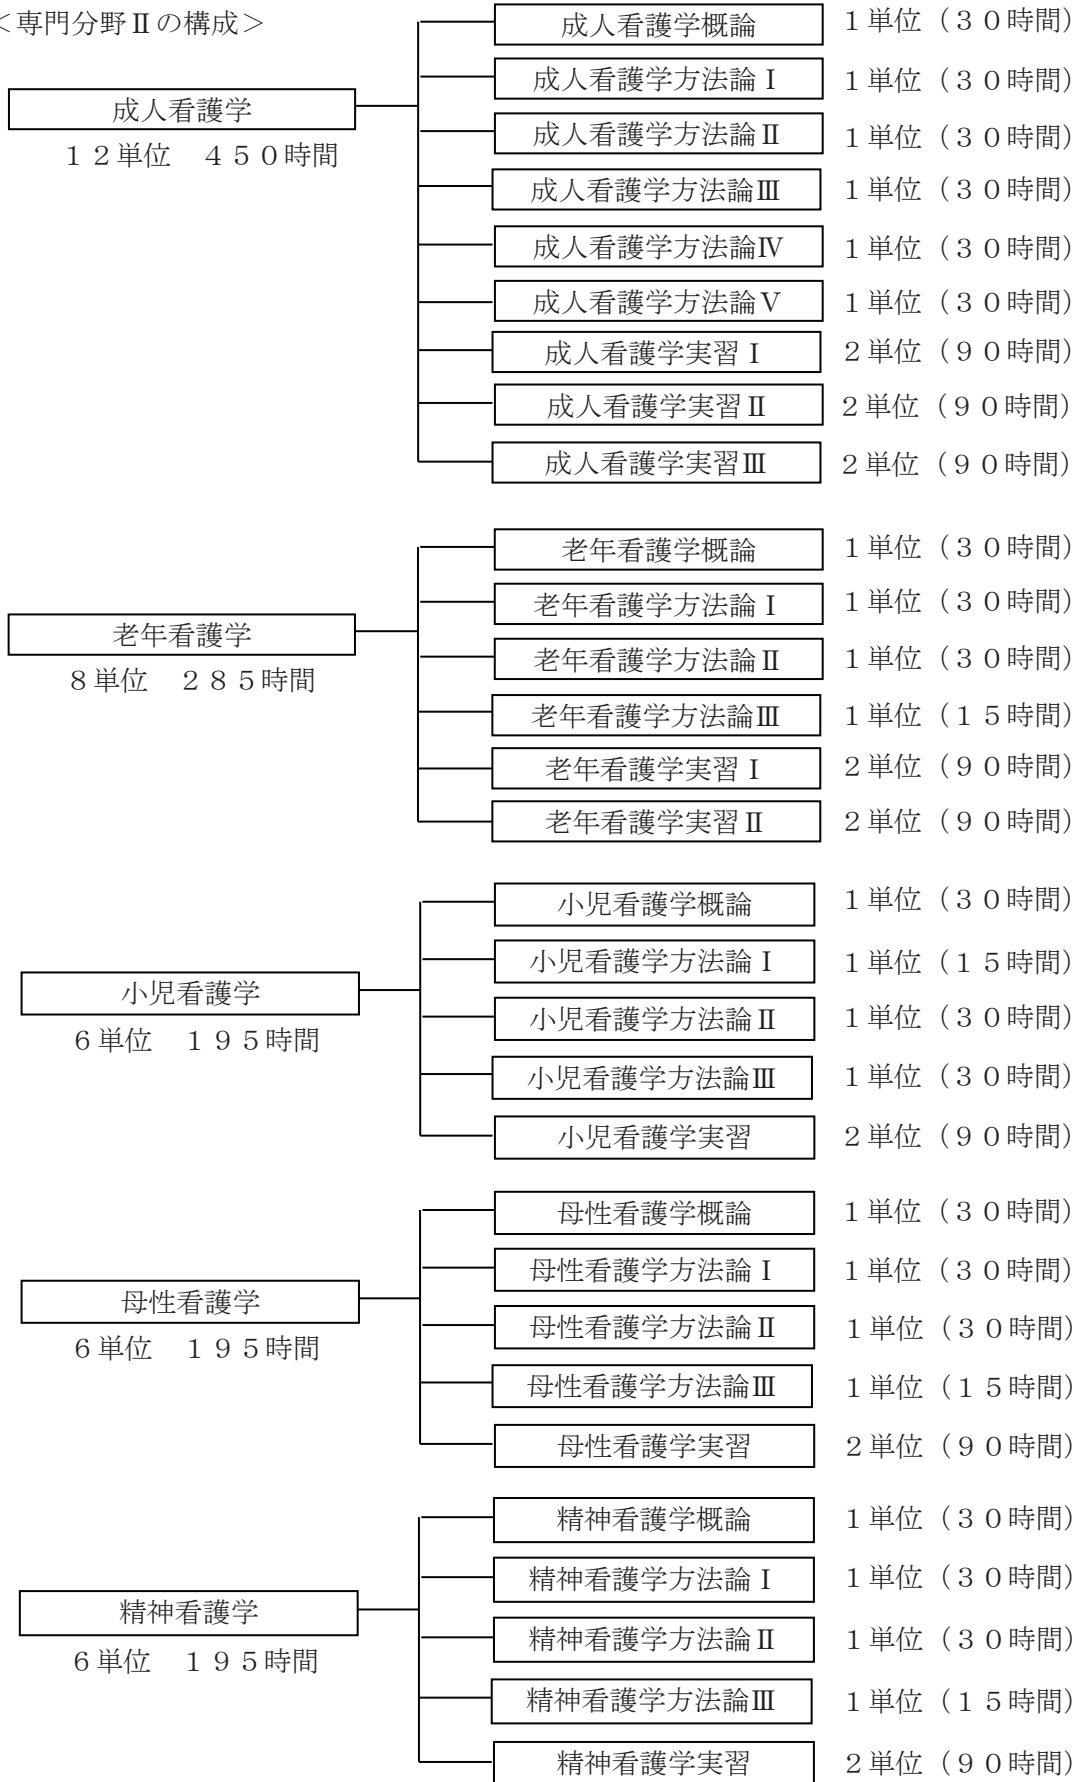 ＜専門分野Ⅱの構成＞
成人看護学
１２単位　４５０時間
成人看護学概論　１単位（３０時間）
成人看護学方法論Ⅰ　１単位（３０時間）
成人看護学方法論Ⅱ　１単位（３０時間）
成人看護学方法論Ⅲ　１単位（３０時間）
成人看護学方法論Ⅳ　１単位（３０時間）
成人看護学方法論Ⅴ　１単位（３０時間）
成人看護学実習Ⅰ　２単位（９０時間）
成人看護学実習Ⅱ　２単位（９０時間）
成人看護学実習Ⅲ　２単位（９０時間）
老年看護学
８単位　２８５時間
老年看護学概論　１単位（３０時間）
老年看護学方法論Ⅰ　１単位（３０時間）
老年看護学方法論Ⅱ　１単位（３０時間）
老年看護学方法論Ⅲ　１単位（１５時間）
老年看護学実習Ⅰ　２単位（９０時間）
老年看護学実習Ⅱ　２単位（９０時間）
小児看護学
６単位　１９５時間
小児看護学概論　１単位（３０時間）
小児看護学方法論Ⅰ　１単位（１５時間）
小児看護学方法論Ⅱ　１単位（３０時間）
小児看護学方法論Ⅲ　１単位（３０時間）
小児看護学実習　２単位（９０時間）
母性看護学
６単位　１９５時間
母性看護学概論　１単位（３０時間）
母性看護学方法論Ⅰ　１単位（３０時間）
母性看護学方法論Ⅱ　１単位（３０時間）
母性看護学方法論Ⅲ　１単位（１５時間）
母性看護学実習　２単位（９０時間）
精神看護学
６単位　１９５時間
精神看護学概論　１単位（３０時間）
精神看護学方法論Ⅰ　１単位（３０時間）
精神看護学方法論Ⅱ　１単位（３０時間）
精神看護学方法論Ⅲ　１単位（１５時間）
精神看護学実習　２単位（９０時間）